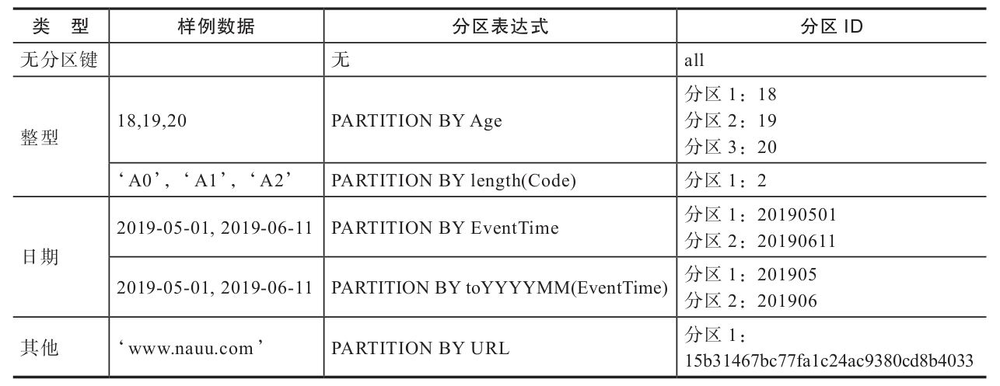 类 型 样例数据 分区表达式 分区 ID
无分区键 无 all
整型 18,19,20 PARTITION BY Age 分区 1：18
分区 2：19
分区 3：20
‘A0’，‘A1’，‘A2’ PARTITION BY length(Code) 分区 1：2
日期 2019-05-01, 2019-06-11 PARTITION BY EventTime 分区 1：20190501
分区 2：20190611
2019-05-01, 2019-06-11 PARTITION BY toYYYYMM(EventTime) 分区 1：201905
分区 2：201906
其他 ‘www.nauu.com’ PARTITION BY URL 分区 1：
15b31467bc77fa1c24ac9380cd8b4033